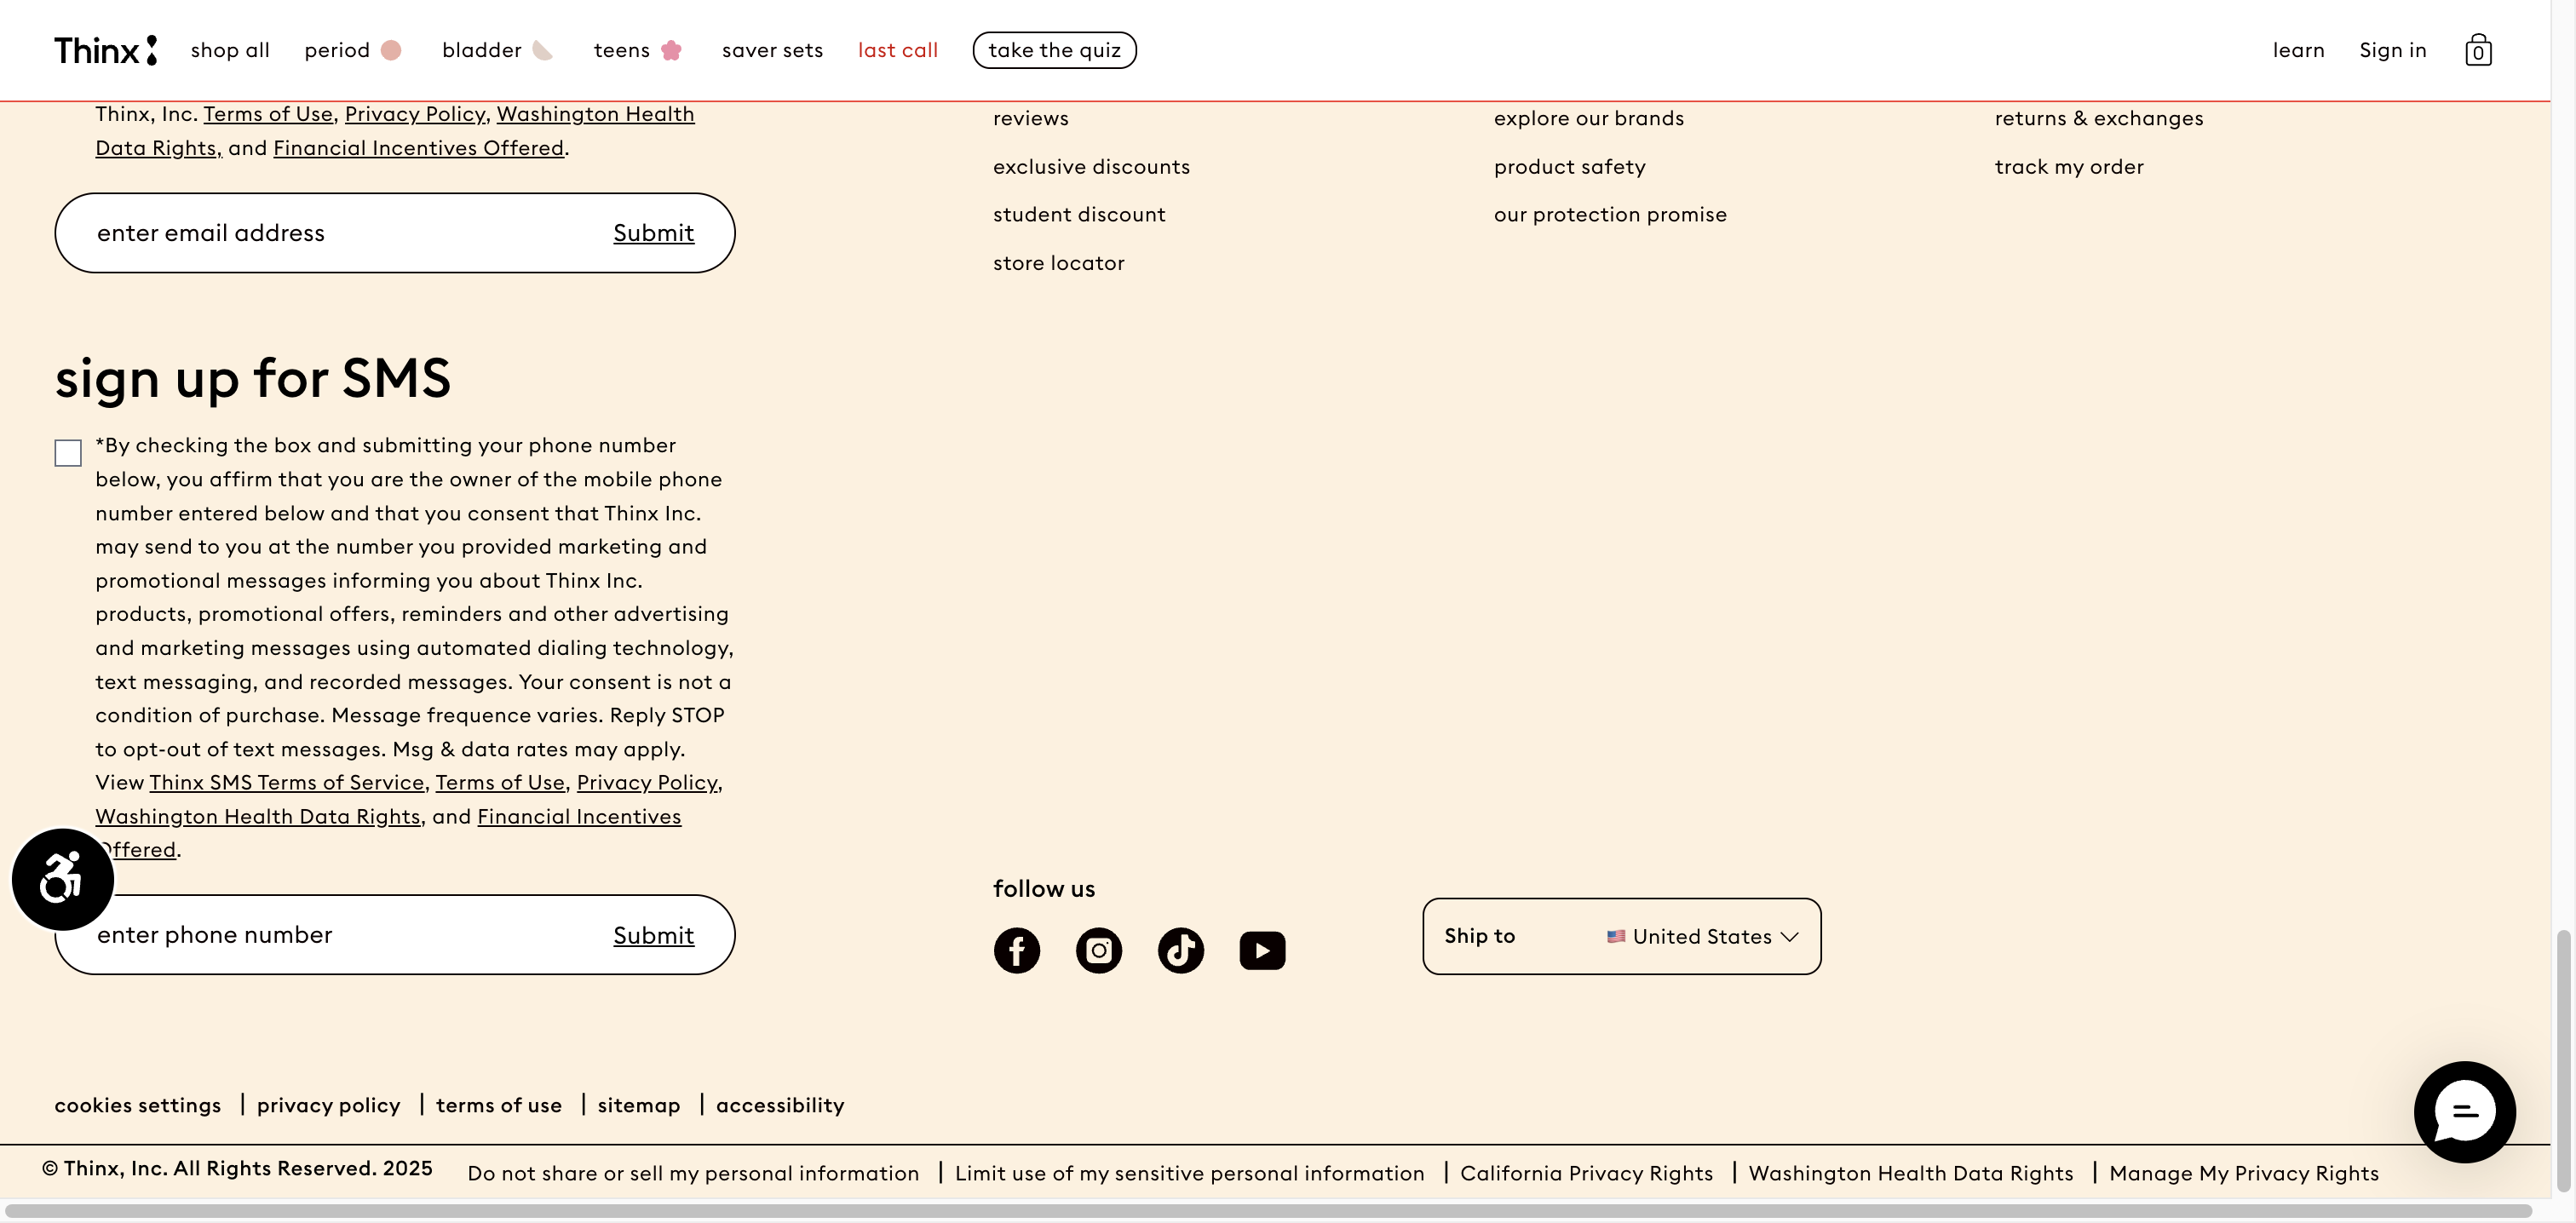 Thinx
shop all
period
bladder
teens
saver sets
last call
take the quiz
learn
Sign in
0
Thinx, Inc. Terms of Use, Privacy Policy, Washington Health
Data Rights, and Financial Incentives Offered.
enter email address
Submit
sign up for SMS
*By checking the box and submitting your phone number
below, you affirm that you are the owner of the mobile phone
number entered below and that you consent that Thinx Inc.
may send to you at the number you provided marketing and
promotional messages informing you about Thinx Inc.
products, promotional offers, reminders and other advertising
and marketing messages using automated dialing technology,
text messaging, and recorded messages. Your consent is not a
condition of purchase. Message frequence varies. Reply STOP
to opt-out of text messages. Msg & data rates may apply.
View Thinx SMS Terms of Service, Terms of Use, Privacy Policy,
Washington Health Data Rights, and Financial Incentives
Offered.
enter phone number
Submit
reviews
exclusive discounts
student discount
store locator
explore our brands
product safety
our protection promise
returns & exchanges
track my order
follow us
Ship to
United States
cookies settings | privacy policy | terms of use | sitemap | accessibility
© Thinx, Inc. All Rights Reserved. 2025
Do not share or sell my personal information | Limit use of my sensitive personal information | California Privacy Rights | Washington Health Data Rights | Manage My Privacy Rights